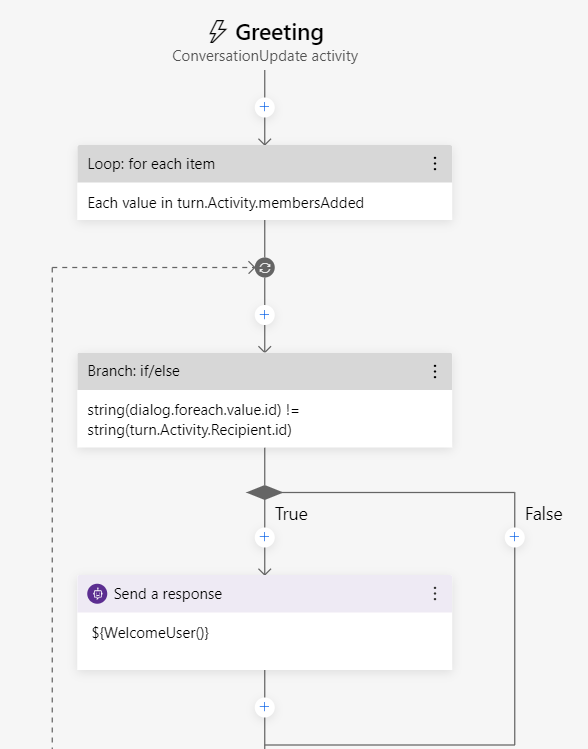 Greeting
ConversationUpdate activity
Loop: for each item
Each value in turn.Activity.membersAdded
Branch: if/else
string(dialog.foreach.value.id) !=
string(turn.Activity.Recipient.id)
True
False
Send a response
${WelcomeUser()}